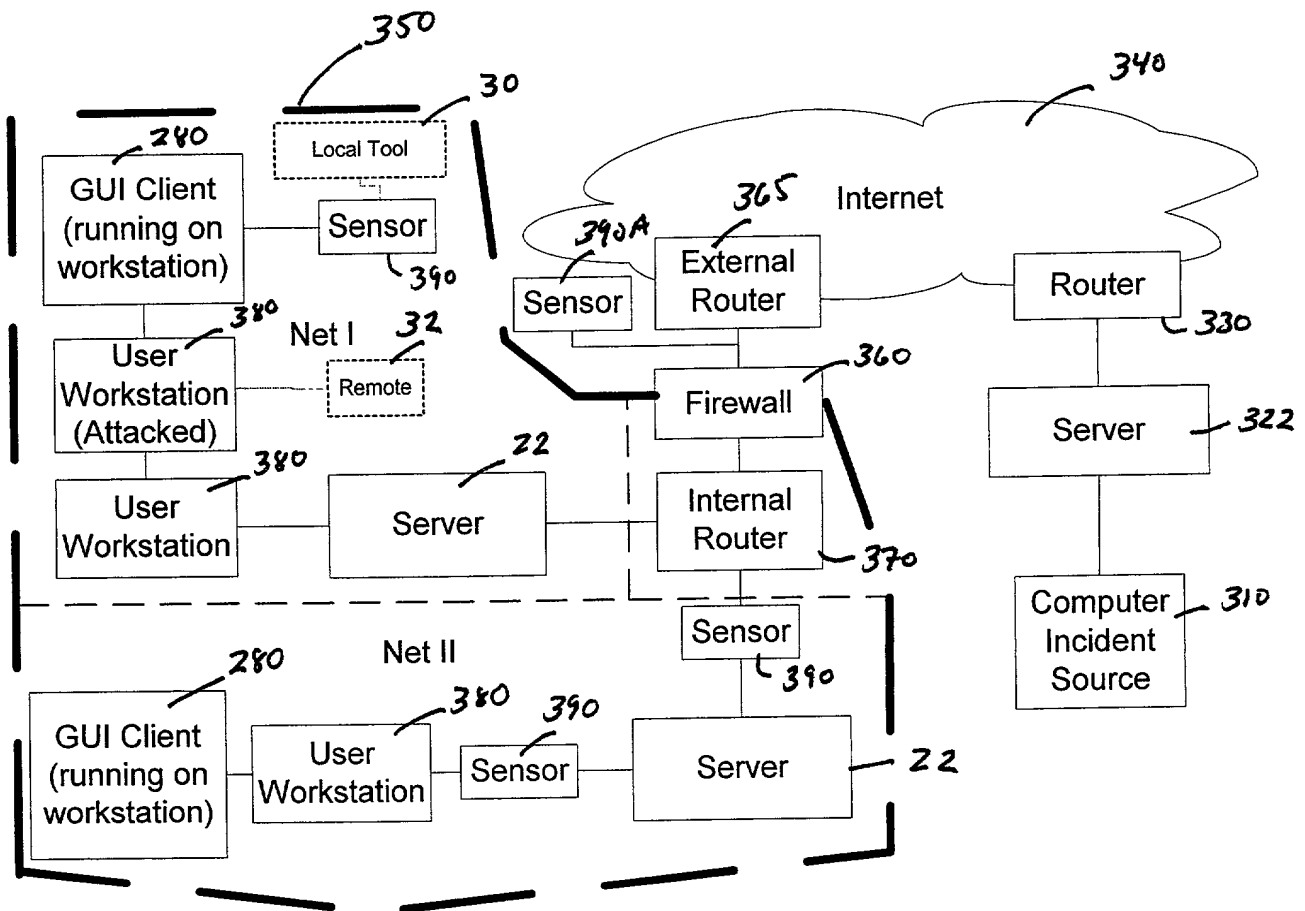 350
30
340
280
Local Tool
GUI Client
(running on
workstation)
Sensor
390
390A
365
External
Router
Internet
Sensor
Router
330
380
Net I
32
User
Workstation
(Attacked)
Remote
360
Firewall
Server
322
380
22
User
Workstation
Server
Internal
Router
370
Computer
Incident
Source
310
Net II
Sensor
390
280
GUI Client
(running on
workstation)
380
User
Workstation
390
Sensor
Server
22